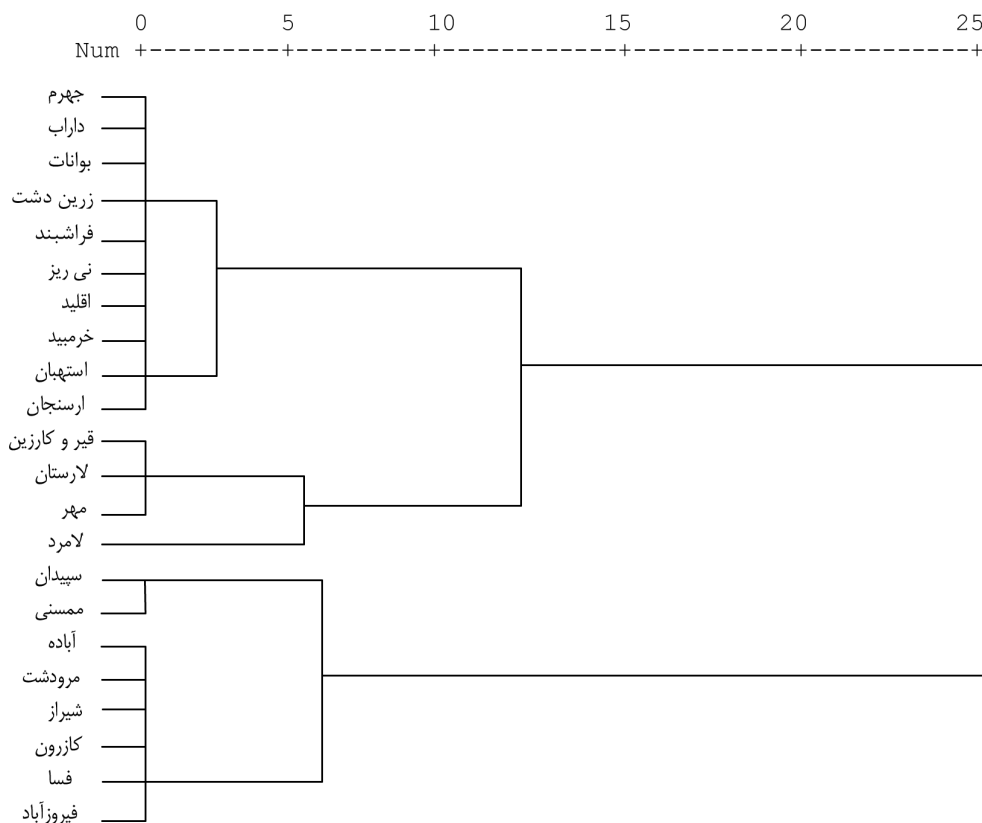 0 5 10 15 20 25
Num +---------+---------+---------+---------+---------+
جهرم
داراب
بوانات
زرین دشت
فراشبند
نی ریز
اقلید
خرمبید
استهبان
ارسنجان
قیر و کارزین
لارستان
مهر
لامرد
سپیدان
ممسنی
آباده
مرودشت
شیراز
کازرون
فسا
فیروزآباد